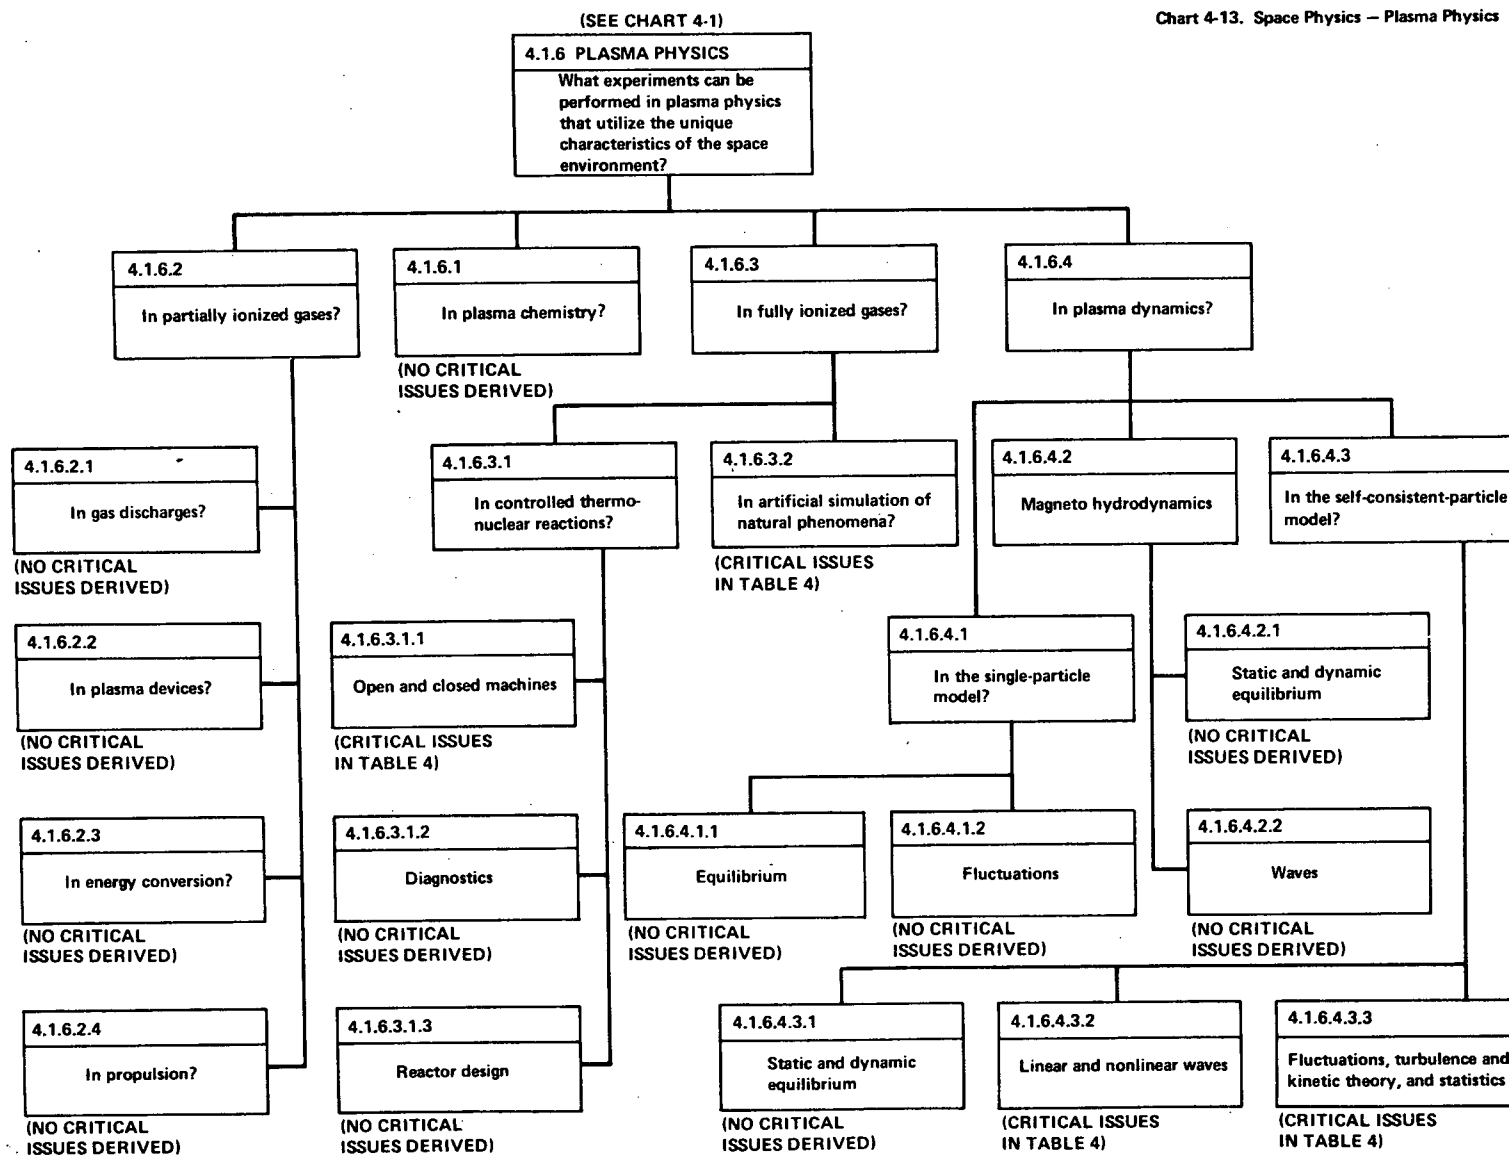 (SEE CHART 4-1)
Chart 4-13. Space Physics — Plasma Physics
4.1.6 PLASMA PHYSICS
What experiments can be
performed in plasma physics
that utilize the unique
characteristics of the space
environment?
4.1.6.2
In partially ionized gases?
4.1.6.1
In plasma chemistry?
(NO CRITICAL
ISSUES DERIVED)
4.1.6.3
In fully ionized gases?
4.1.6.4
In plasma dynamics?
4.1.6.2.1
In gas discharges?
(NO CRITICAL
ISSUES DERIVED)
4.1.6.3.1
In controlled thermo-
nuclear reactions?
4.1.6.3.2
In artificial simulation of
natural phenomena?
(CRITICAL ISSUES
IN TABLE 4)
4.1.6.4.2
Magneto hydrodynamics
4.1.6.4.3
In the self-consistent-particle
model?
4.1.6.2.2
In plasma devices?
(NO CRITICAL
ISSUES DERIVED)
4.1.6.3.1.1
Open and closed machines
(CRITICAL ISSUES
IN TABLE 4)
4.1.6.4.1
In the single-particle
model?
4.1.6.4.2.1
Static and dynamic
equilibrium
(NO CRITICAL
ISSUES DERIVED)
4.1.6.2.3
In energy conversion?
(NO CRITICAL
ISSUES DERIVED)
4.1.6.3.1.2
Diagnostics
(NO CRITICAL
ISSUES DERIVED)
4.1.6.4.1.1
Equilibrium
(NO CRITICAL
ISSUES DERIVED)
4.1.6.4.1.2
Fluctuations
(NO CRITICAL
ISSUES DERIVED)
4.1.6.4.2.2
Waves
(NO CRITICAL
ISSUES DERIVED)
4.1.6.2.4
In propulsion?
(NO CRITICAL
ISSUES DERIVED)
4.1.6.3.1.3
Reactor design
(NO CRITICAL
ISSUES DERIVED)
4.1.6.4.3.1
Static and dynamic
equilibrium
(NO CRITICAL
ISSUES DERIVED)
4.1.6.4.3.2
Linear and nonlinear waves
(CRITICAL ISSUES
IN TABLE 4)
4.1.6.4.3.3
Fluctuations, turbulence and
kinetic theory, and statistics
(CRITICAL ISSUES
IN TABLE 4)